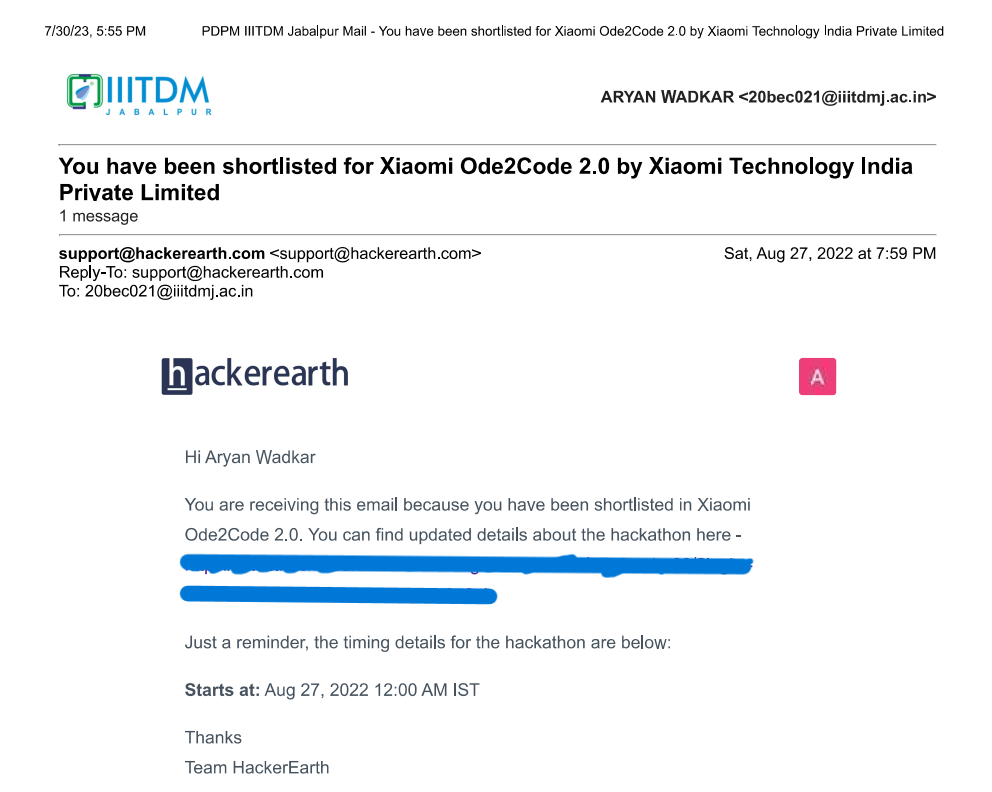 7/30/23, 5:55 PM PDPM IIITDM Jabalpur Mail - You have been shortlisted for Xiaomi Ode2Code 2.0 by Xiaomi Technology India Private Limited
IIITDM
JABALPUR
ARYAN WADKAR <20bec021@iiitdmj.ac.in>
You have been shortlisted for Xiaomi Ode2Code 2.0 by Xiaomi Technology India
Private Limited
1 message
support@hackerearth.com <support@hackerearth.com> Sat, Aug 27, 2022 at 7:59 PM
Reply-To: support@hackerearth.com
To: 20bec021@iiitdmj.ac.in
hackerearth
A
Hi Aryan Wadkar
You are receiving this email because you have been shortlisted in Xiaomi
Ode2Code 2.0. You can find updated details about the hackathon here -
Just a reminder, the timing details for the hackathon are below:
Starts at: Aug 27, 2022 12:00 AM IST
Thanks
Team HackerEarth